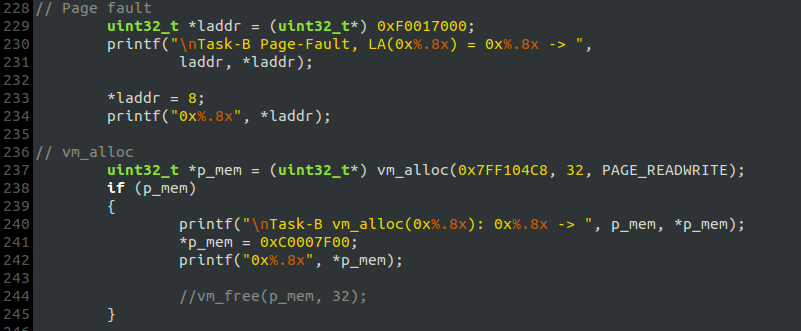 228 // Page fault
229         uint32_t *laddr = (uint32_t*) 0xF0017000;
230         printf("\nTask-B Page-Fault, LA(0x%.8x) = 0x%.8x -> ",
231                 laddr, *laddr);
232
233         *laddr = 8;
234         printf("0x%.8x", *laddr);
235
236 // vm_alloc
237         uint32_t *p_mem = (uint32_t*) vm_alloc(0x7FF104C8, 32, PAGE_READWRITE);
238         if (p_mem)
239         {
240                 printf("\nTask-B vm_alloc(0x%.8x): 0x%.8x -> ", p_mem, *p_mem);
241                 *p_mem = 0xC0007F00;
242                 printf("0x%.8x", *p_mem);
243
244                 //vm_free(p_mem, 32);
245         }